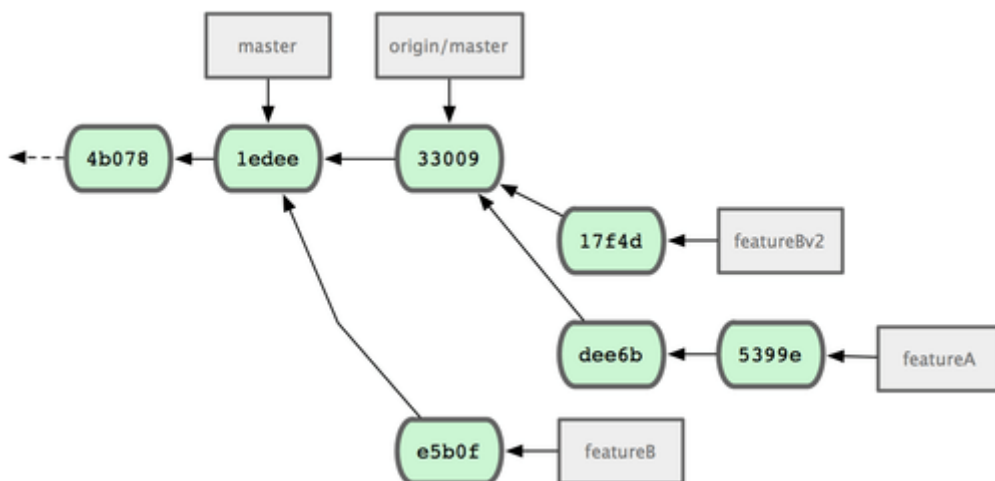 master
origin/master
4b078
1edee
33009
17f4d
featureBv2
dee6b
5399e
featureA
e5b0f
featureB